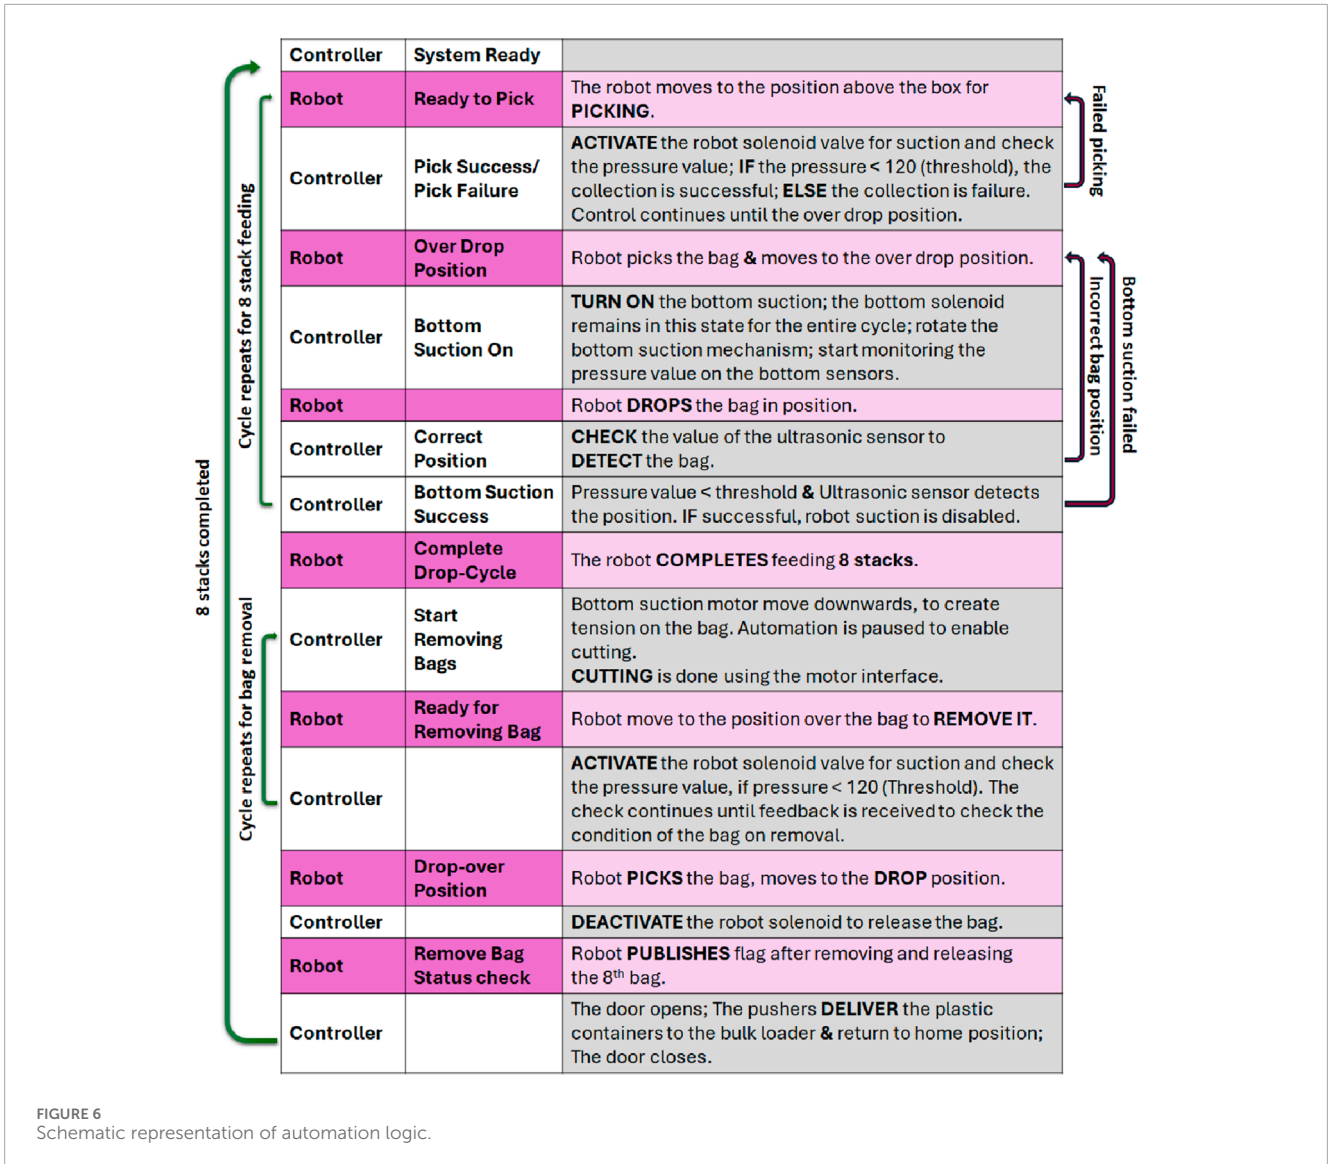 Controller System Ready
Robot Ready to Pick
The robot moves to the position above the box for
PICKING.
Controller
Pick Success/
Pick Failure
ACTIVATE the robot solenoid valve for suction and check
the pressure value; IF the pressure < 120 (threshold), the
collection is successful; ELSE the collection is failure.
Control continues until the over drop position.
Robot
Over Drop
Position
Robot picks the bag & moves to the over drop position.
Controller
Bottom
Suction On
TURN ON the bottom suction; the bottom solenoid
remains in this state for the entire cycle; rotate the
bottom suction mechanism; start monitoring the
pressure value on the bottom sensors.
Robot
Robot DROPS the bag in position.
Controller
Correct
Position
CHECK the value of the ultrasonic sensor to
DETECT the bag.
Controller
Bottom Suction
Success
Pressure value < threshold & Ultrasonic sensor detects
the position. IF successful, robot suction is disabled.
Robot
Complete
Drop-Cycle
The robot COMPLETES feeding 8 stacks.
Controller
Start
Removing
Bags
Bottom suction motor move downwards, to create
tension on the bag. Automation is paused to enable
cutting.
CUTTING is done using the motor interface.
Robot
Ready for
Removing Bag
Robot move to the position over the bag to REMOVE IT.
Controller
ACTIVATE the robot solenoid valve for suction and check
the pressure value, if pressure < 120 (Threshold). The
check continues until feedback is received to check the
condition of the bag on removal.
Robot
Drop-over
Position
Robot PICKS the bag, moves to the DROP position.
Controller
DEACTIVATE the robot solenoid to release the bag.
Robot
Remove Bag
Status check
Robot PUBLISHES flag after removing and releasing
the 8th bag.
Controller
The door opens; The pushers DELIVER the plastic
containers to the bulk loader & return to home position;
The door closes.
8 stacks completed
Cycle repeats for 8 stack feeding
Cycle repeats for bag removal
Failed picking
Incorrect bag position
Bottom suction failed
FIGURE 6
Schematic representation of automation logic.